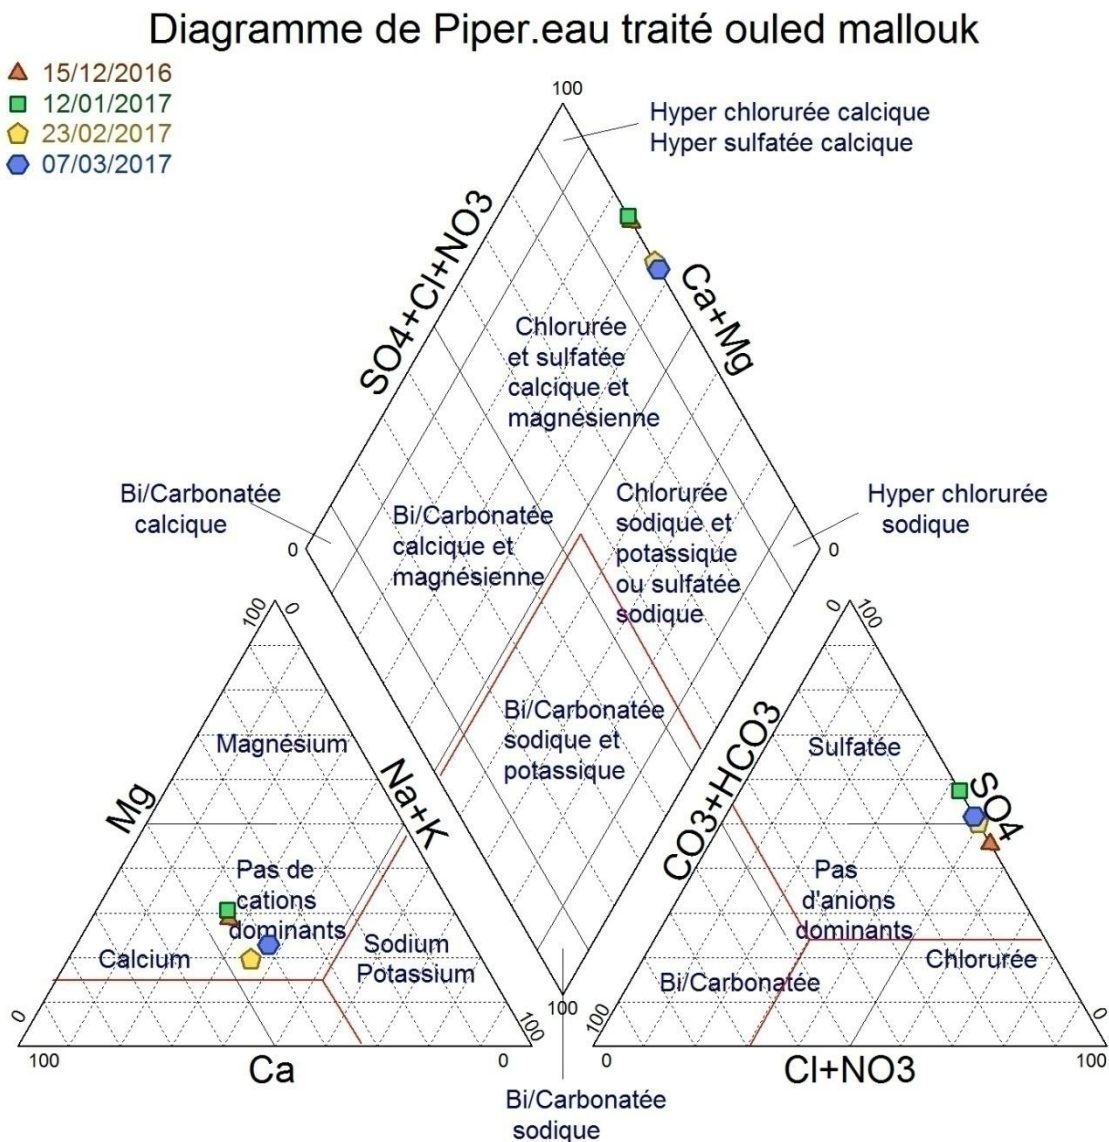 Diagramme de Piper.eau traité ouled mallouk
15/12/2016
12/01/2017
23/02/2017
07/03/2017
100
Hyper chlorurée calcique
Hyper sulfatée calcique
SO4+Cl+NO3
Ca+Mg
Chlorurée
et sulfatée
calcique et
magnésienne
Bi/Carbonatée
calcique
Bi/Carbonatée
calcique et
magnésienne
Chlorurée
sodique et
potassique
ou sulfatée
sodique
Hyper chlorurée
sodique
0
0
100
0
0
100
Bi/Carbonatée
sodique et
potassique
Magnésium
Mg
Na+K
CO3+HCO3
Sulfatée
SO4
Pas de
cations
dominants
Calcium
Sodium
Potassium
Pas
d'anions
dominants
Chlorurée
Bi/Carbonatée
0
100
100
100
0
100
0
0
100
Ca
Cl+NO3
Bi/Carbonatée
sodique